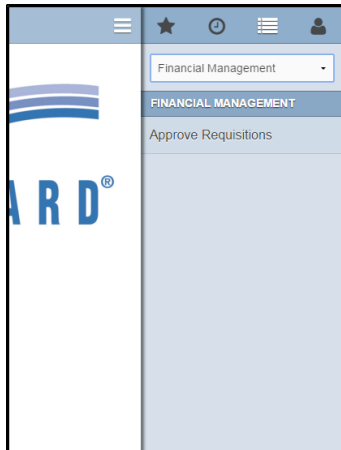 Financial Management
FINANCIAL MANAGEMENT
Approve Requisitions
ARD®